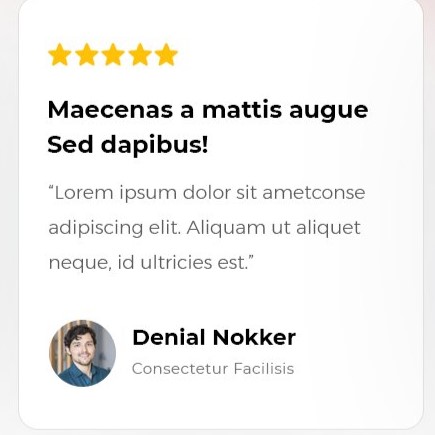 Maecenas a mattis augue
Sed dapibus!
“Lorem ipsum dolor sit ametconse
adipiscing elit. Aliquam ut aliquet
neque, id ultricies est.”
Denial Nokker
Consectetur Facilisis